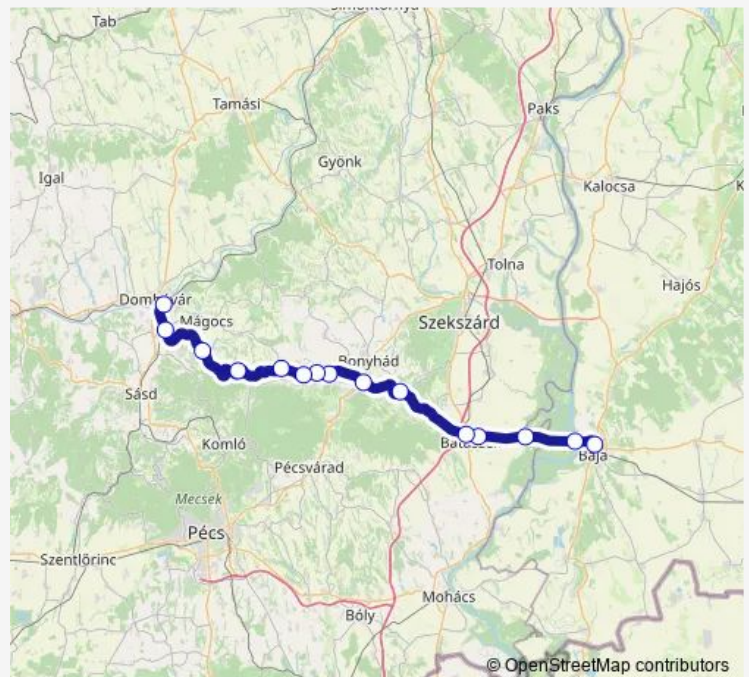 Tab
Tamási
Paks
Gyönk
Igal
Kalocsa
Tolna
Hajós
Mágocs
Szekszárd
Bonyhád
Sásd
Komló
Baja
Pécsvárad
Mecsek
Pécs
Szentlőrinc
Mohács
Bóly
© OpenStreetMap contributors